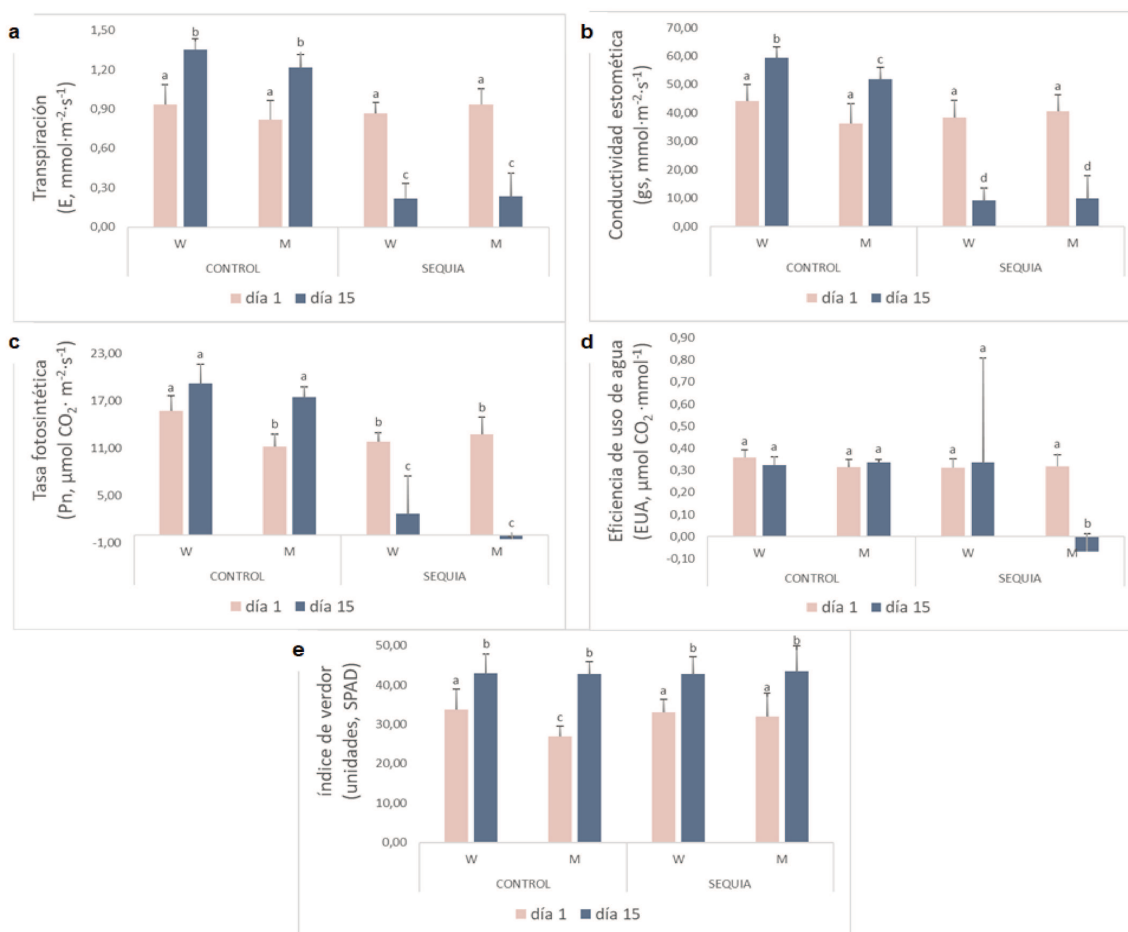 a
Transpiración
(E, mmol·m⁻²·s⁻¹)
1,50
1,20
0,90
0,60
0,30
0,00
a
b
a
b
a
c
a
c
W
M
W
M
CONTROL
SEQUIA
día 1
día 15
b
Conductividad estomética
(gs, mmol·m⁻²·s⁻¹)
70,00
60,00
50,00
40,00
30,00
20,00
10,00
0,00
a
b
a
c
a
d
a
d
W
M
W
M
CONTROL
SEQUIA
día 1
día 15
c
Tasa fotosintética
(Pn, µmol CO₂· m⁻²·s⁻¹)
23,00
17,00
11,00
5,00
-1,00
a
a
b
a
b
c
b
c
W
M
W
M
CONTROL
SEQUIA
día 1
día 15
d
Eficiencia de uso de agua
(EUA, µmol CO₂ ·mmol⁻¹)
0,90
0,80
0,70
0,60
0,50
0,40
0,30
0,20
0,10
0,00
-0,10
a
a
a
a
a
a
a
b
W
M
W
M
CONTROL
SEQUIA
día 1
día 15
e
índice de verdor
(unidades, SPAD)
50,00
40,00
30,00
20,00
10,00
0,00
a
b
c
b
a
b
a
b
W
M
W
M
CONTROL
SEQUIA
día 1
día 15